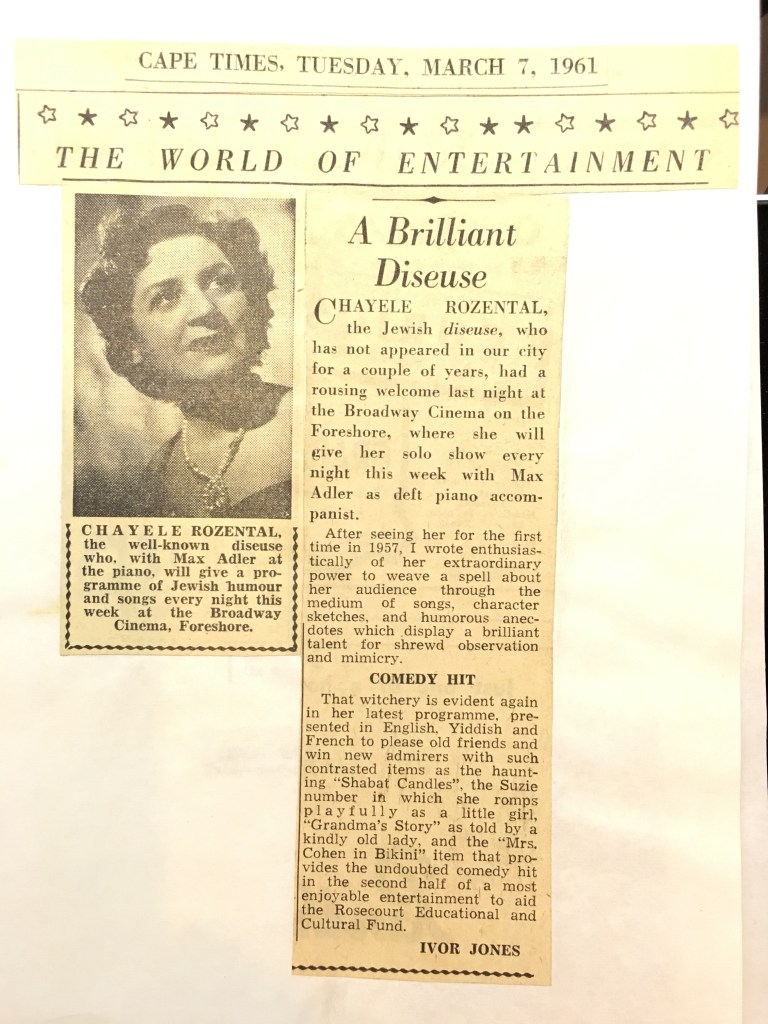 CAPE TIMES, TUESDAY, MARCH 7, 1961
THE WORLD OF ENTERTAINMENT
CHAYELE ROZENTAL,
the well-known diseuse
who, with Max Adler at
the piano, will give a pro-
gramme of Jewish humour
and songs every night this
week at the Broadway
Cinema, Foreshore.
A Brilliant
Diseuse
CHAYELE ROZENTAL,
the Jewish diseuse, who
has not appeared in our city
for a couple of years, had a
rousing welcome last night at
the Broadway Cinema on the
Foreshore, where she will
give her solo show every
night this week with Max
Adler as deft piano accom-
panist.
After seeing her for the first
time in 1957, I wrote enthusias-
tically of her extraordinary
power to weave a spell about
her audience through the
medium of songs, character
sketches, and humorous anec-
dotes which display a brilliant
talent for shrewd observation
and mimicry.
COMEDY HIT
That witchery is evident again
in her latest programme, pre-
sented in English, Yiddish and
French to please old friends and
win new admirers with such
contrasted items as the haunt-
ing "Shabat Candles", the Suzie
number in which she romps
playfully as a little girl,
"Grandma's Story" as told by a
kindly old lady, and the "Mrs.
Cohen in Bikini" item that pro-
vides the undoubted comedy hit
in the second half of a most
enjoyable entertainment to aid
the Rosecourt Educational and
Cultural Fund.
IVOR JONES